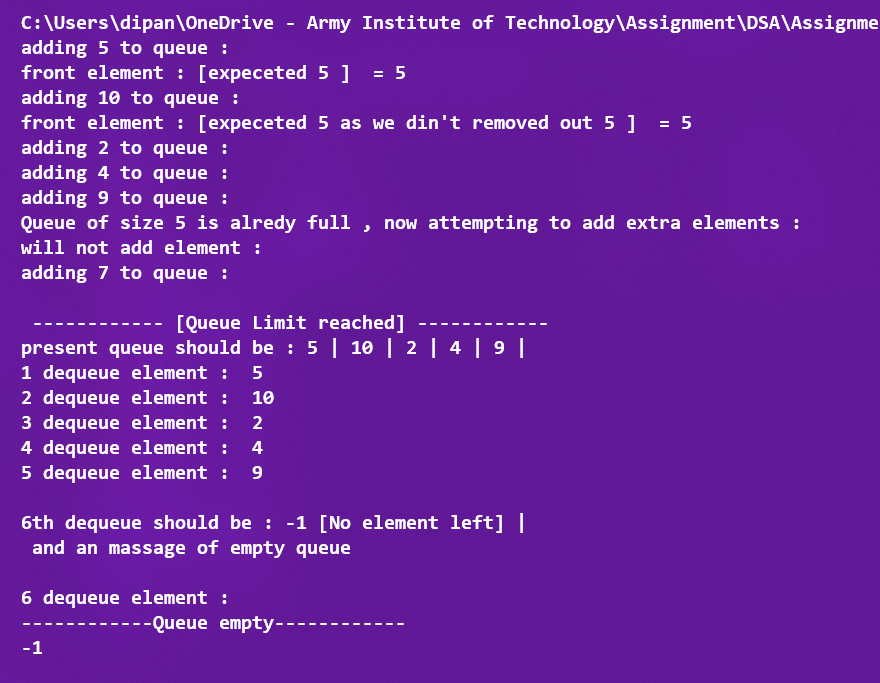 C:\Users\dipan\OneDrive - Army Institute of Technology\Assignment\DSA\Assignme
adding 5 to queue :
front element : [expeceted 5 ]  = 5
adding 10 to queue :
front element : [expeceted 5 as we din't removed out 5 ]  = 5
adding 2 to queue :
adding 4 to queue :
adding 9 to queue :
Queue of size 5 is alredy full , now attempting to add extra elements :
will not add element :
adding 7 to queue :
------------ [Queue Limit reached] ------------
present queue should be : 5 | 10 | 2 | 4 | 9 |
1 dequeue element :  5
2 dequeue element :  10
3 dequeue element :  2
4 dequeue element :  4
5 dequeue element :  9
6th dequeue should be : -1 [No element left] |
and an massage of empty queue
6 dequeue element :
------------Queue empty------------
-1